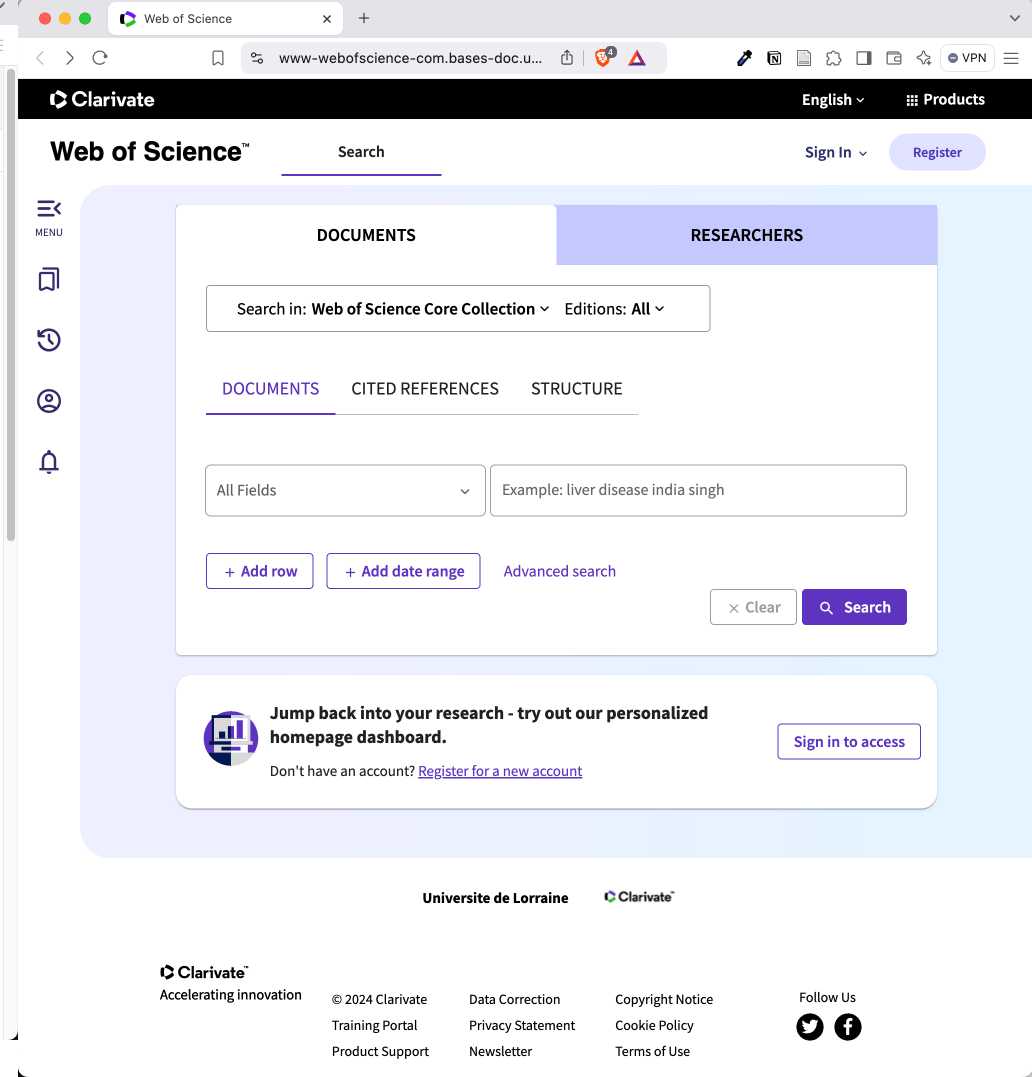 Web of Science
www-webofscience-com.bases-doc.u...
4
VPN
Clarivate
English
Products
Web of Science™
Search
Sign In
Register
MENU
DOCUMENTS
RESEARCHERS
Search in: Web of Science Core Collection
Editions: All
DOCUMENTS
CITED REFERENCES
STRUCTURE
All Fields
Example: liver disease india singh
+ Add row
+ Add date range
Advanced search
× Clear
Search
Jump back into your research - try out our personalized
homepage dashboard.
Don't have an account? Register for a new account
Sign in to access
Universite de Lorraine
Clarivate™
Clarivate™
Accelerating innovation
© 2024 Clarivate
Training Portal
Product Support
Data Correction
Privacy Statement
Newsletter
Copyright Notice
Cookie Policy
Terms of Use
Follow Us